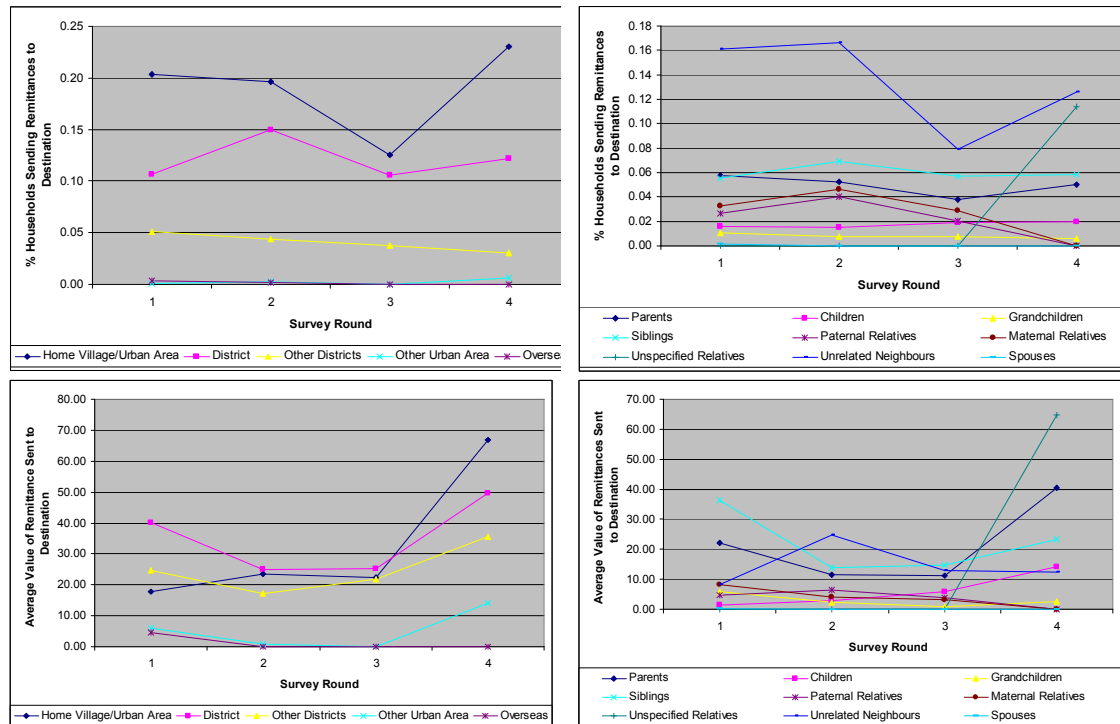 % Households Sending Remittances to
Destination
0.25
0.20
0.15
0.10
0.05
0.00
1 2 3 4
Survey Round
Home Village/Urban Area District Other Districts Other Urban Area Overseas
% Households Sending Remittances
to Destination
0.18
0.16
0.14
0.12
0.10
0.08
0.06
0.04
0.02
0.00
1 2 3 4
Survey Round
Parents Children Grandchildren
Siblings Paternal Relatives Maternal Relatives
Unspecified Relatives Unrelated Neighbours Spouses
Average Value of Remittance Sent to
Destination
80.00
70.00
60.00
50.00
40.00
30.00
20.00
10.00
0.00
1 2 3 4
Survey Round
Home Village/Urban Area District Other Districts Other Urban Area Overseas
Average Value of Remittances Sent
to Destination
70.00
60.00
50.00
40.00
30.00
20.00
10.00
0.00
1 2 3 4
Survey Round
Parents Children Grandchildren
Siblings Paternal Relatives Maternal Relatives
Unspecified Relatives Unrelated Neighbours Spouses